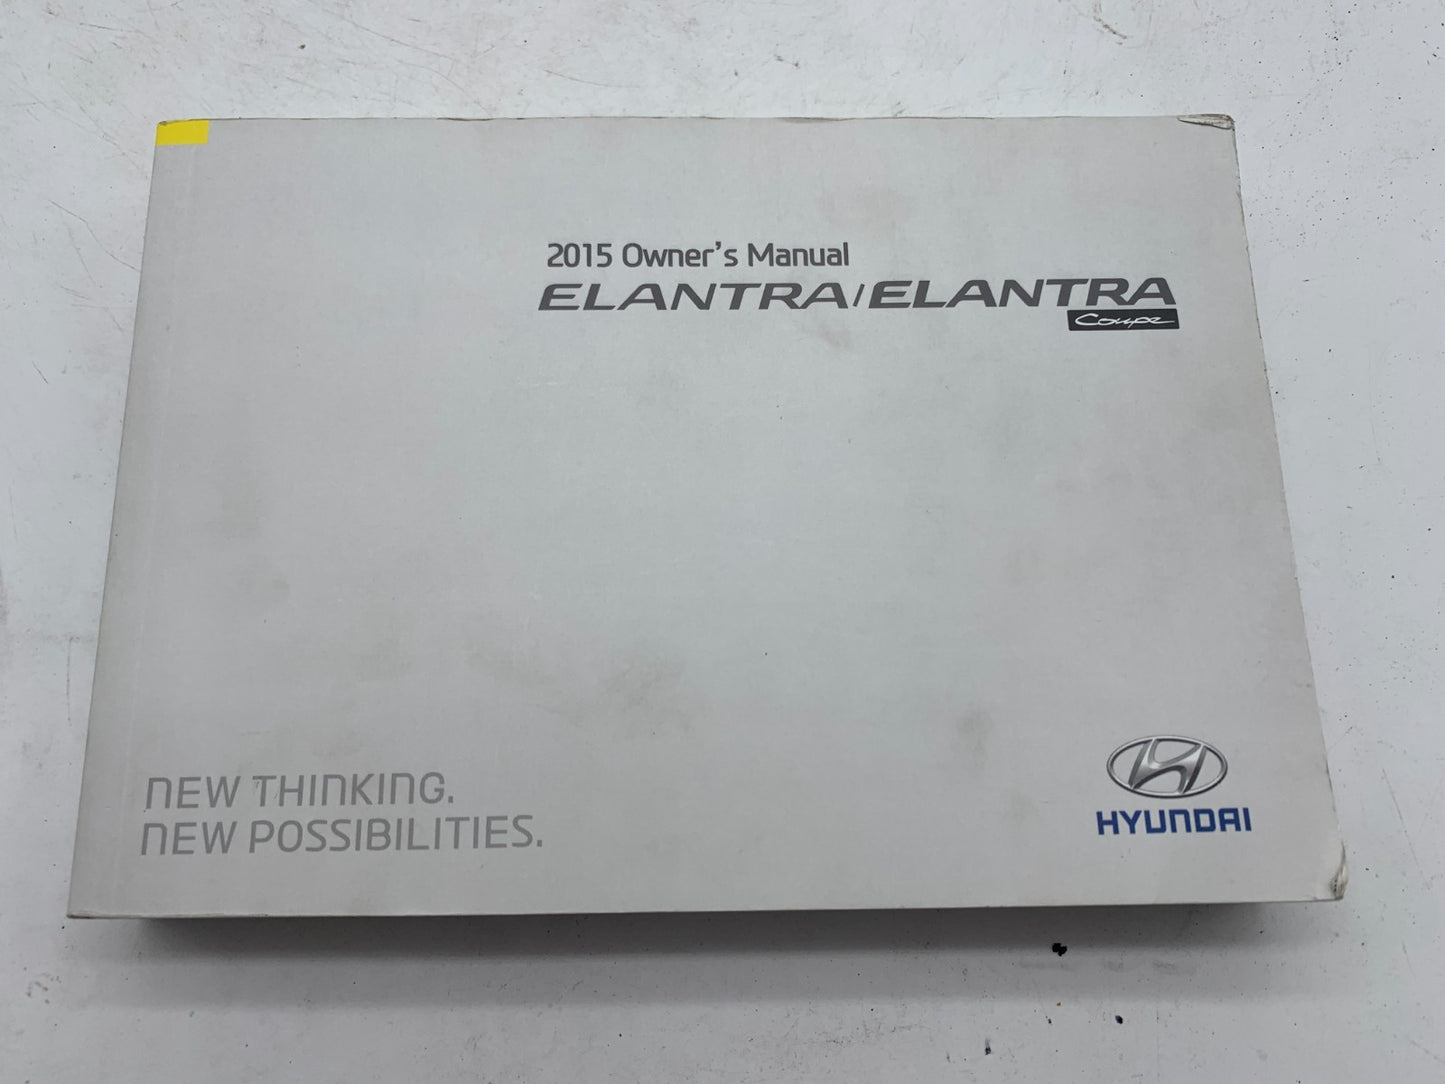 2015 Owner's Manual
ELANTRA/ELANTRA
Coupe
NEW THINKING.
NEW POSSIBILITIES.
HYUNDAI